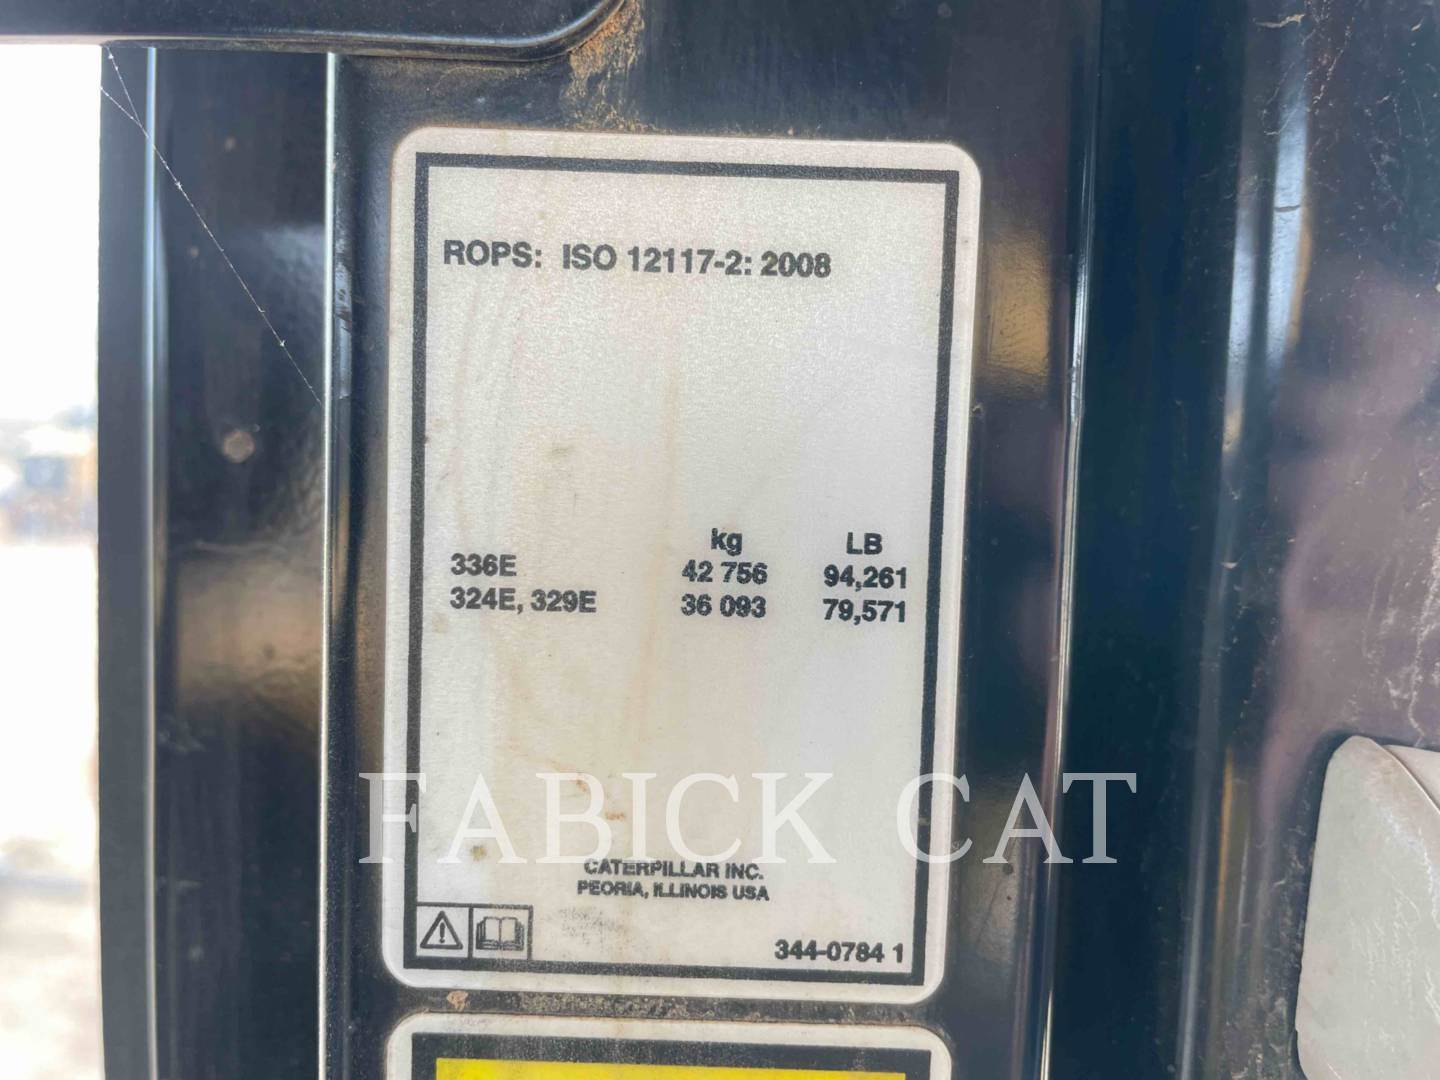 ROPS: ISO 12117-2: 2008
kg LB
336E 42 756 94,261
324E, 329E 36 093 79,571
FABICK CAT
CATERPILLAR INC.
PEORIA, ILLINOIS USA
344-0784 1